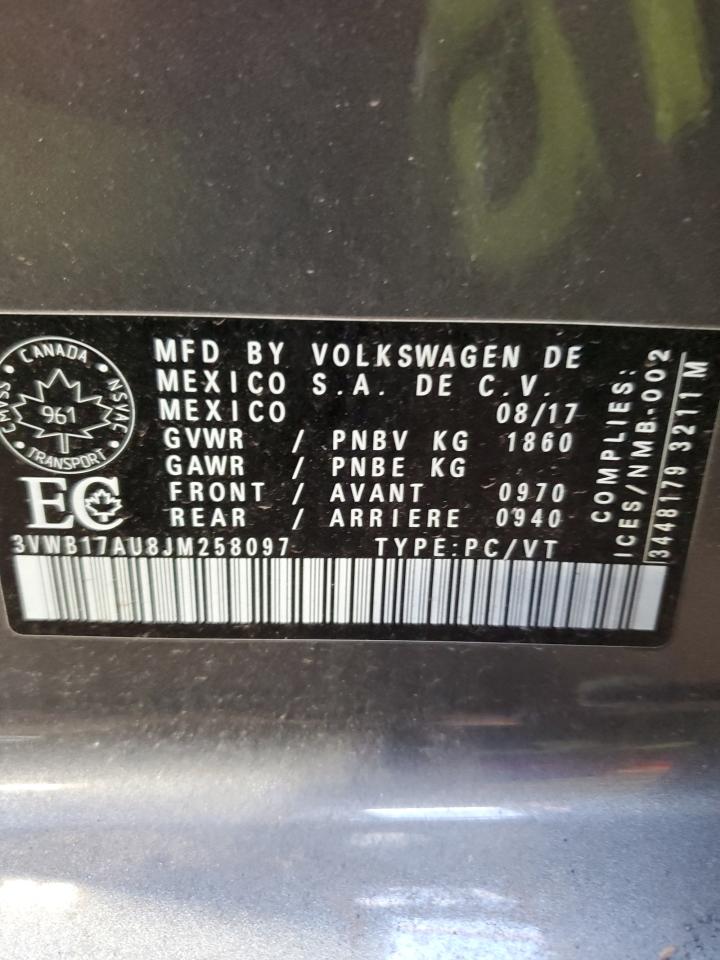 CANADA
CMVSS • NSVAC
961
TRANSPORT
EC
MFD BY VOLKSWAGEN DE
MEXICO S.A. DE C.V.
MEXICO 08/17
GVWR / PNBV KG 1860
GAWR / PNBE KG
FRONT / AVANT 0970
REAR / ARRIERE 0940
3VWB17AU8JM258097 TYPE:PC/VT
COMPLIES:
ICES/NMB-002
3448179 3211 M